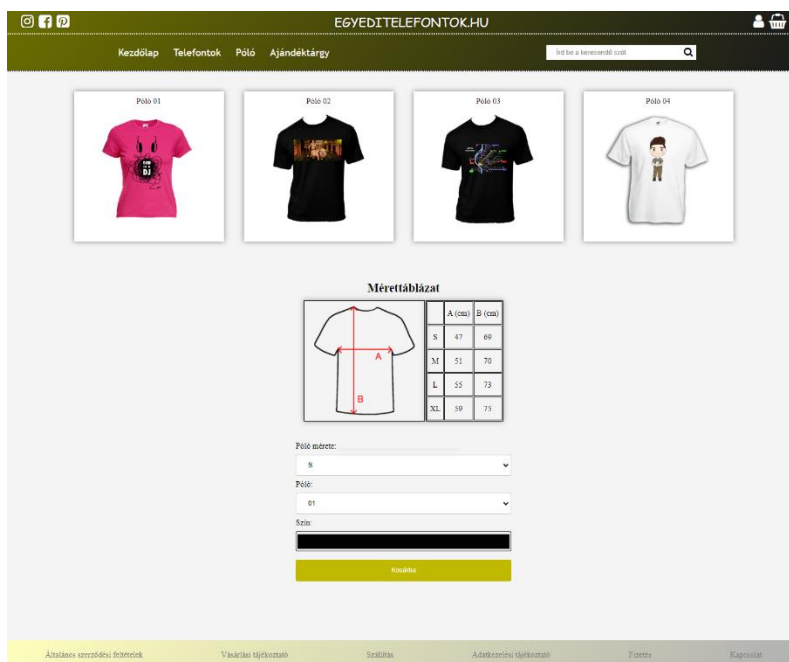 EGYEDITELEFONTOK.HU
Kezdőlap Telefontok Póló Ajándéktárgy
Írd be a keresendő szót
Póló 01 Póló 02 Póló 03 Póló 04
DJ
Mérettáblázat
A (cm) B (cm)
S 47 69
M 51 70
L 55 73
XL 59 75
A
B
Póló mérete:
S
Póló:
01
Szín:
Kosárba
Általános szerződési feltételek Vásárlási tájékoztató Szállítás Adatkezelési tájékoztató Fizetés Kapcsolat